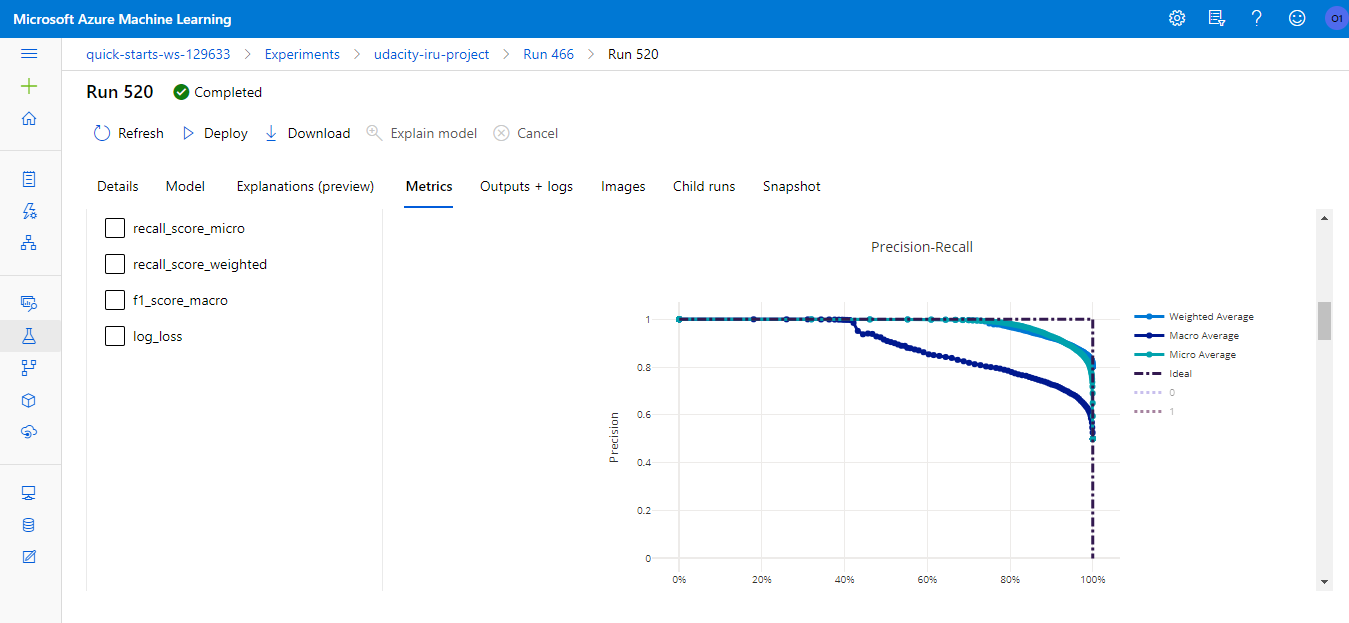 Microsoft Azure Machine Learning
O1
quick-starts-ws-129633 > Experiments > udacity-iru-project > Run 466 > Run 520
Run 520 Completed
Refresh Deploy Download Explain model Cancel
Details Model Explanations (preview) Metrics Outputs + logs Images Child runs Snapshot
recall_score_micro
recall_score_weighted
f1_score_macro
log_loss
Precision-Recall
Precision
1
0.8
0.6
0.4
0.2
0
0% 20% 40% 60% 80% 100%
Weighted Average
Macro Average
Micro Average
Ideal
0
1